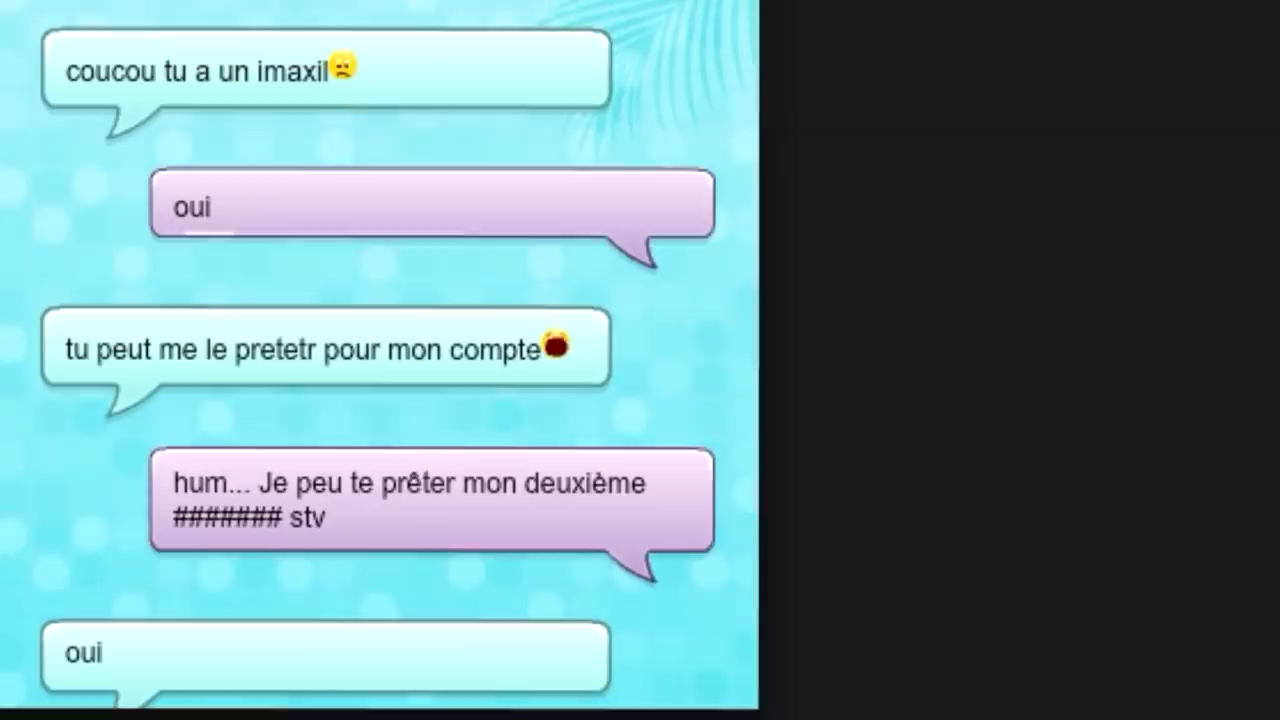 coucou tu a un imaxil
oui
tu peut me le pretetr pour mon compte
hum... Je peu te prêter mon deuxième
####### stv
oui